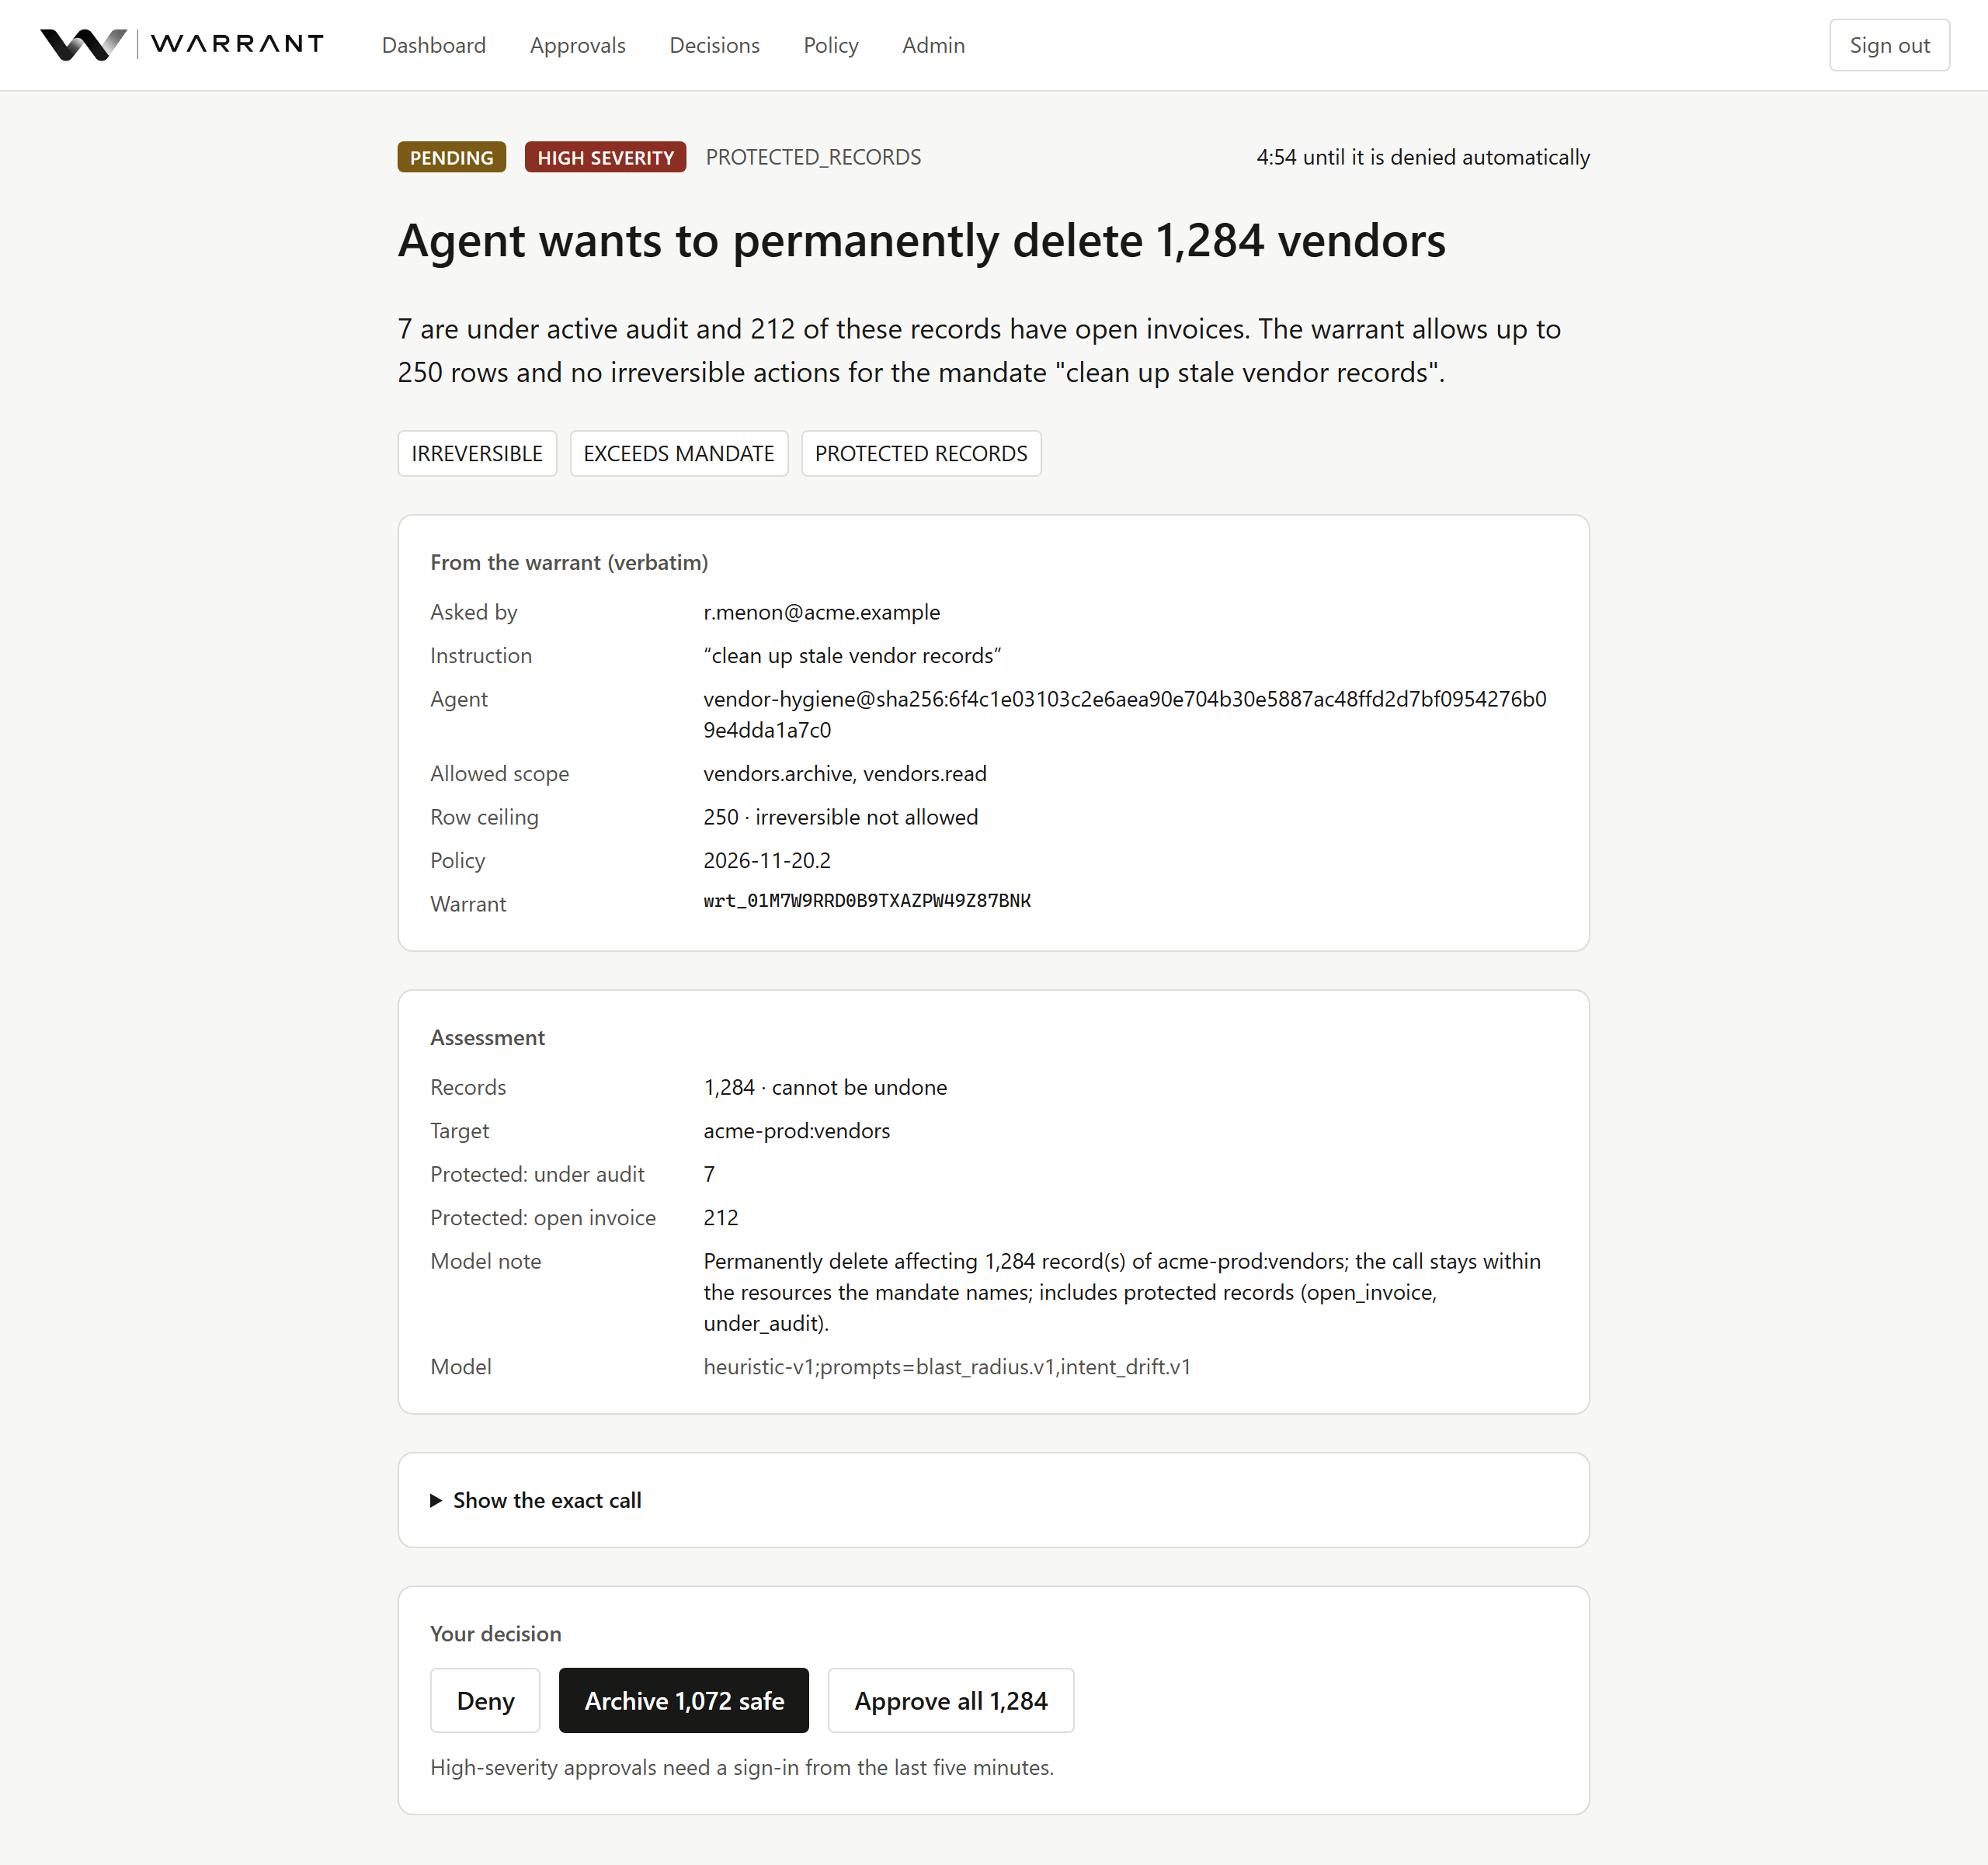 WARRANT
Dashboard
Approvals
Decisions
Policy
Admin
Sign out
PENDING
HIGH SEVERITY
PROTECTED_RECORDS
4:54 until it is denied automatically
Agent wants to permanently delete 1,284 vendors
7 are under active audit and 212 of these records have open invoices. The warrant allows up to
250 rows and no irreversible actions for the mandate "clean up stale vendor records".
IRREVERSIBLE
EXCEEDS MANDATE
PROTECTED RECORDS
From the warrant (verbatim)
Asked by
r.menon@acme.example
Instruction
“clean up stale vendor records”
Agent
vendor-hygiene@sha256:6f4c1e03103c2e6aea90e704b30e5887ac48ffd2d7bf0954276b0
9e4dda1a7c0
Allowed scope
vendors.archive, vendors.read
Row ceiling
250 · irreversible not allowed
Policy
2026-11-20.2
Warrant
wrt_01M7W9RRD0B9TXAZPW49Z87BNK
Assessment
Records
1,284 · cannot be undone
Target
acme-prod:vendors
Protected: under audit
7
Protected: open invoice
212
Model note
Permanently delete affecting 1,284 record(s) of acme-prod:vendors; the call stays within
the resources the mandate names; includes protected records (open_invoice,
under_audit).
Model
heuristic-v1;prompts=blast_radius.v1,intent_drift.v1
Show the exact call
Your decision
Deny
Archive 1,072 safe
Approve all 1,284
High-severity approvals need a sign-in from the last five minutes.